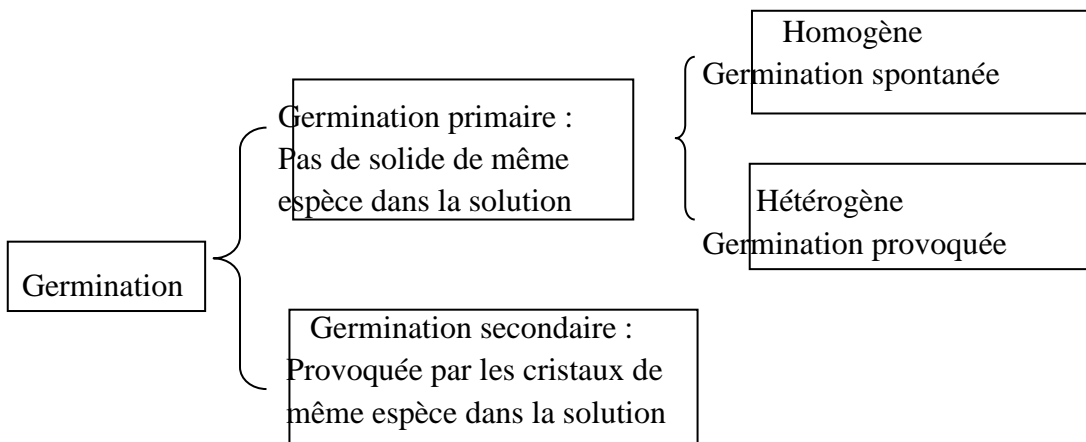 Homogène
Germination spontanée
Germination primaire :
Pas de solide de même
espèce dans la solution
Hétérogène
Germination provoquée
Germination
Germination secondaire :
Provoquée par les cristaux de
même espèce dans la solution